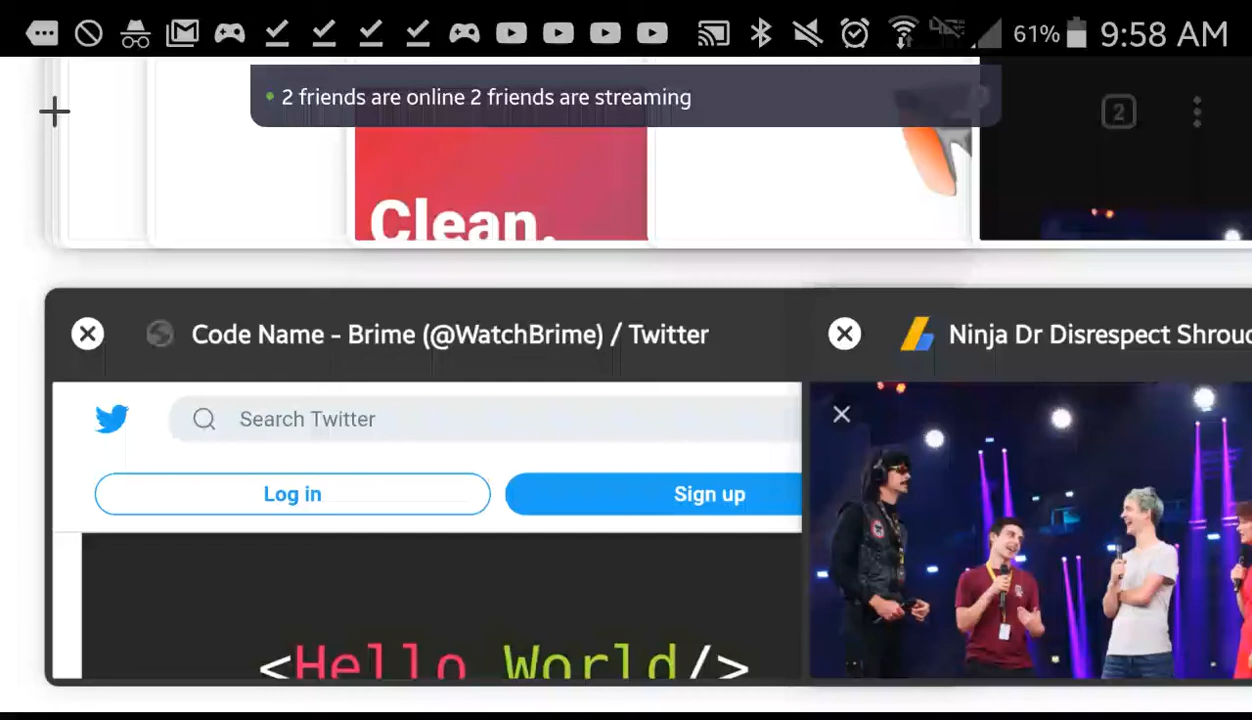 61% 9:58 AM
2 friends are online 2 friends are streaming
2
Clean.
Code Name - Brime (@WatchBrime) / Twitter
Ninja Dr Disrespect Shroud
Search Twitter
Log in
Sign up
<Hello World/>